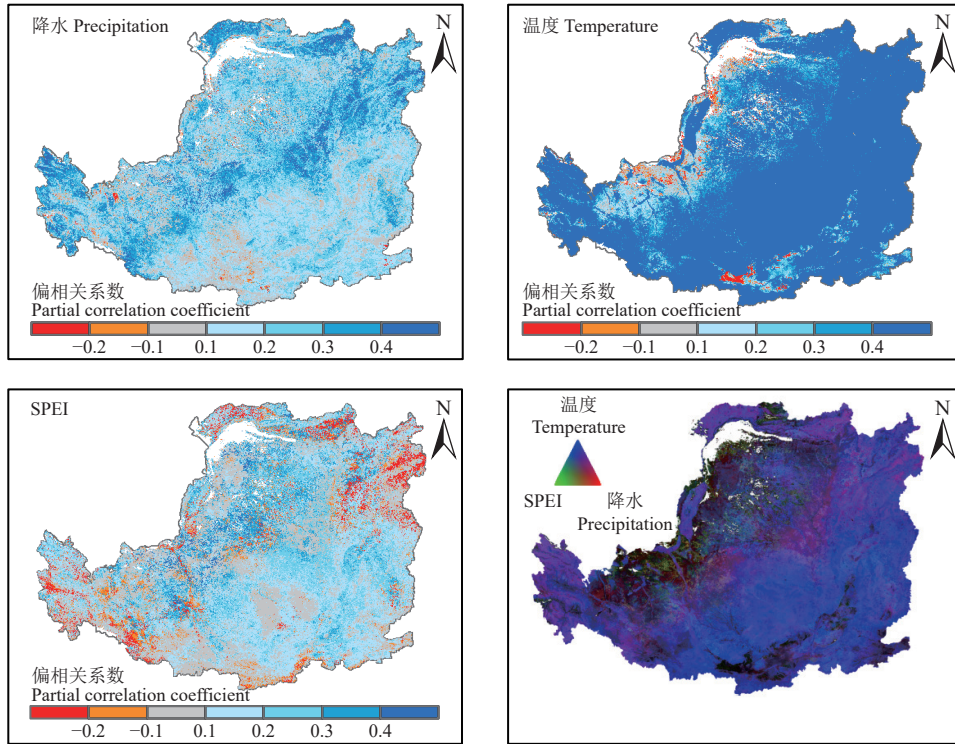 降水 Precipitation
N
偏相关系数
Partial correlation coefficient
−0.2 −0.1 0.1 0.2 0.3 0.4
温度 Temperature
N
偏相关系数
Partial correlation coefficient
−0.2 −0.1 0.1 0.2 0.3 0.4
SPEI
N
偏相关系数
Partial correlation coefficient
−0.2 −0.1 0.1 0.2 0.3 0.4
温度
Temperature
N
SPEI 降水
Precipitation